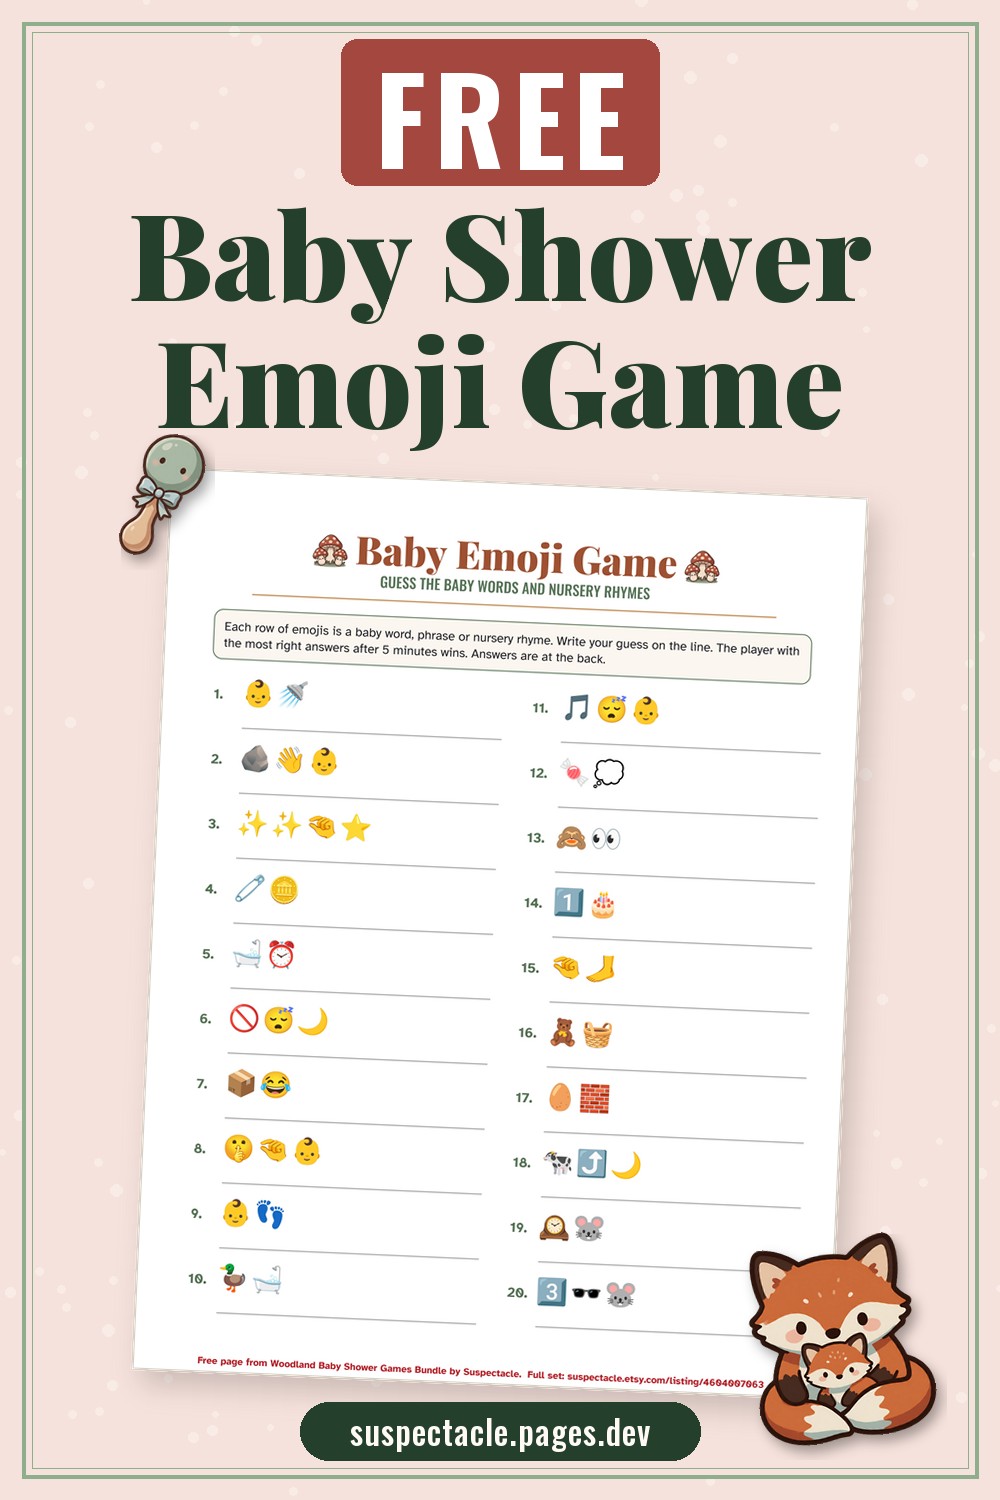 FREE
Baby Shower
Emoji Game
Baby Emoji Game
GUESS THE BABY WORDS AND NURSERY RHYMES
Each row of emojis is a baby word, phrase or nursery rhyme. Write your guess on the line. The player with
the most right answers after 5 minutes wins. Answers are at the back.
1. 👶🚿
2. 🪨👋👶
3. ✨✨🤏⭐
4. 🧷🪙
5. 🛁⏰
6. 🚫😴🌙
7. 📦😂
8. 🤫🤏👶
9. 👶👣
10. 🦆🛁
11. 🎵😴👶
12. 🍬💭
13. 🙈👀
14. 1️⃣🎂
15. 🤏🦶
16. 🧸🧺
17. 🥚🧱
18. 🐄⤴️🌙
19. 🕰️🐭
20. 3️⃣🕶️🐭
Free page from Woodland Baby Shower Games Bundle by Suspectacle. Full set: suspectacle.etsy.com/listing/4604007063
suspectacle.pages.dev